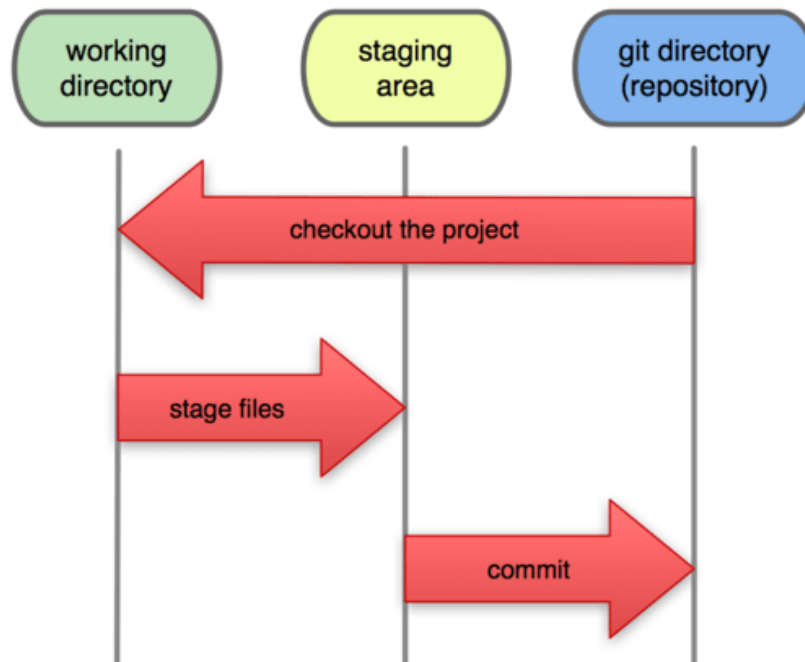 working
directory
staging
area
git directory
(repository)
checkout the project
stage files
commit